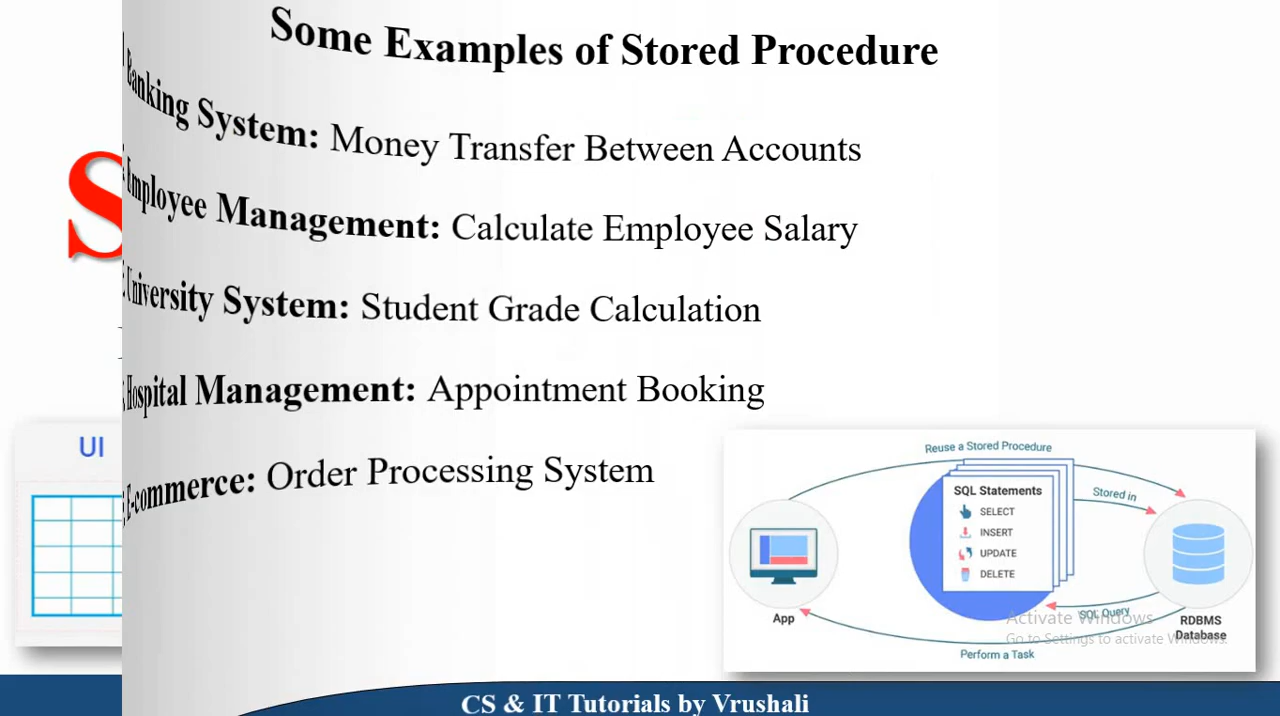 Some Examples of Stored Procedure
Banking System: Money Transfer Between Accounts
Employee Management: Calculate Employee Salary
University System: Student Grade Calculation
Hospital Management: Appointment Booking
E-commerce: Order Processing System
UI
Reuse a Stored Procedure
SQL Statements
SELECT
INSERT
UPDATE
DELETE
Stored in
SQL Query
App
RDBMS
Database
Perform a Task
Activate Windows
Go to Settings to activate Windows.
CS & IT Tutorials by Vrushali